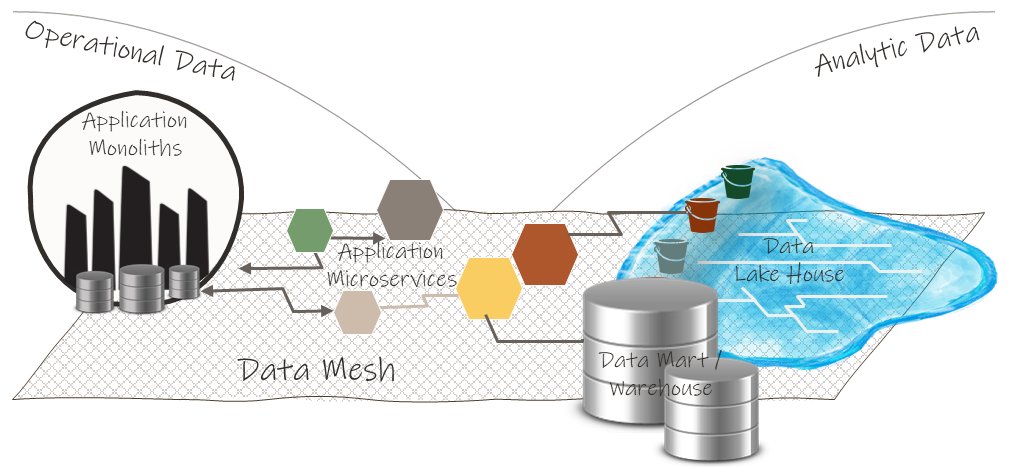 Operational Data
Analytic Data
Application
Monoliths
Application
Microservices
Data
Lake House
Data Mesh
Data Mart /
Warehouse